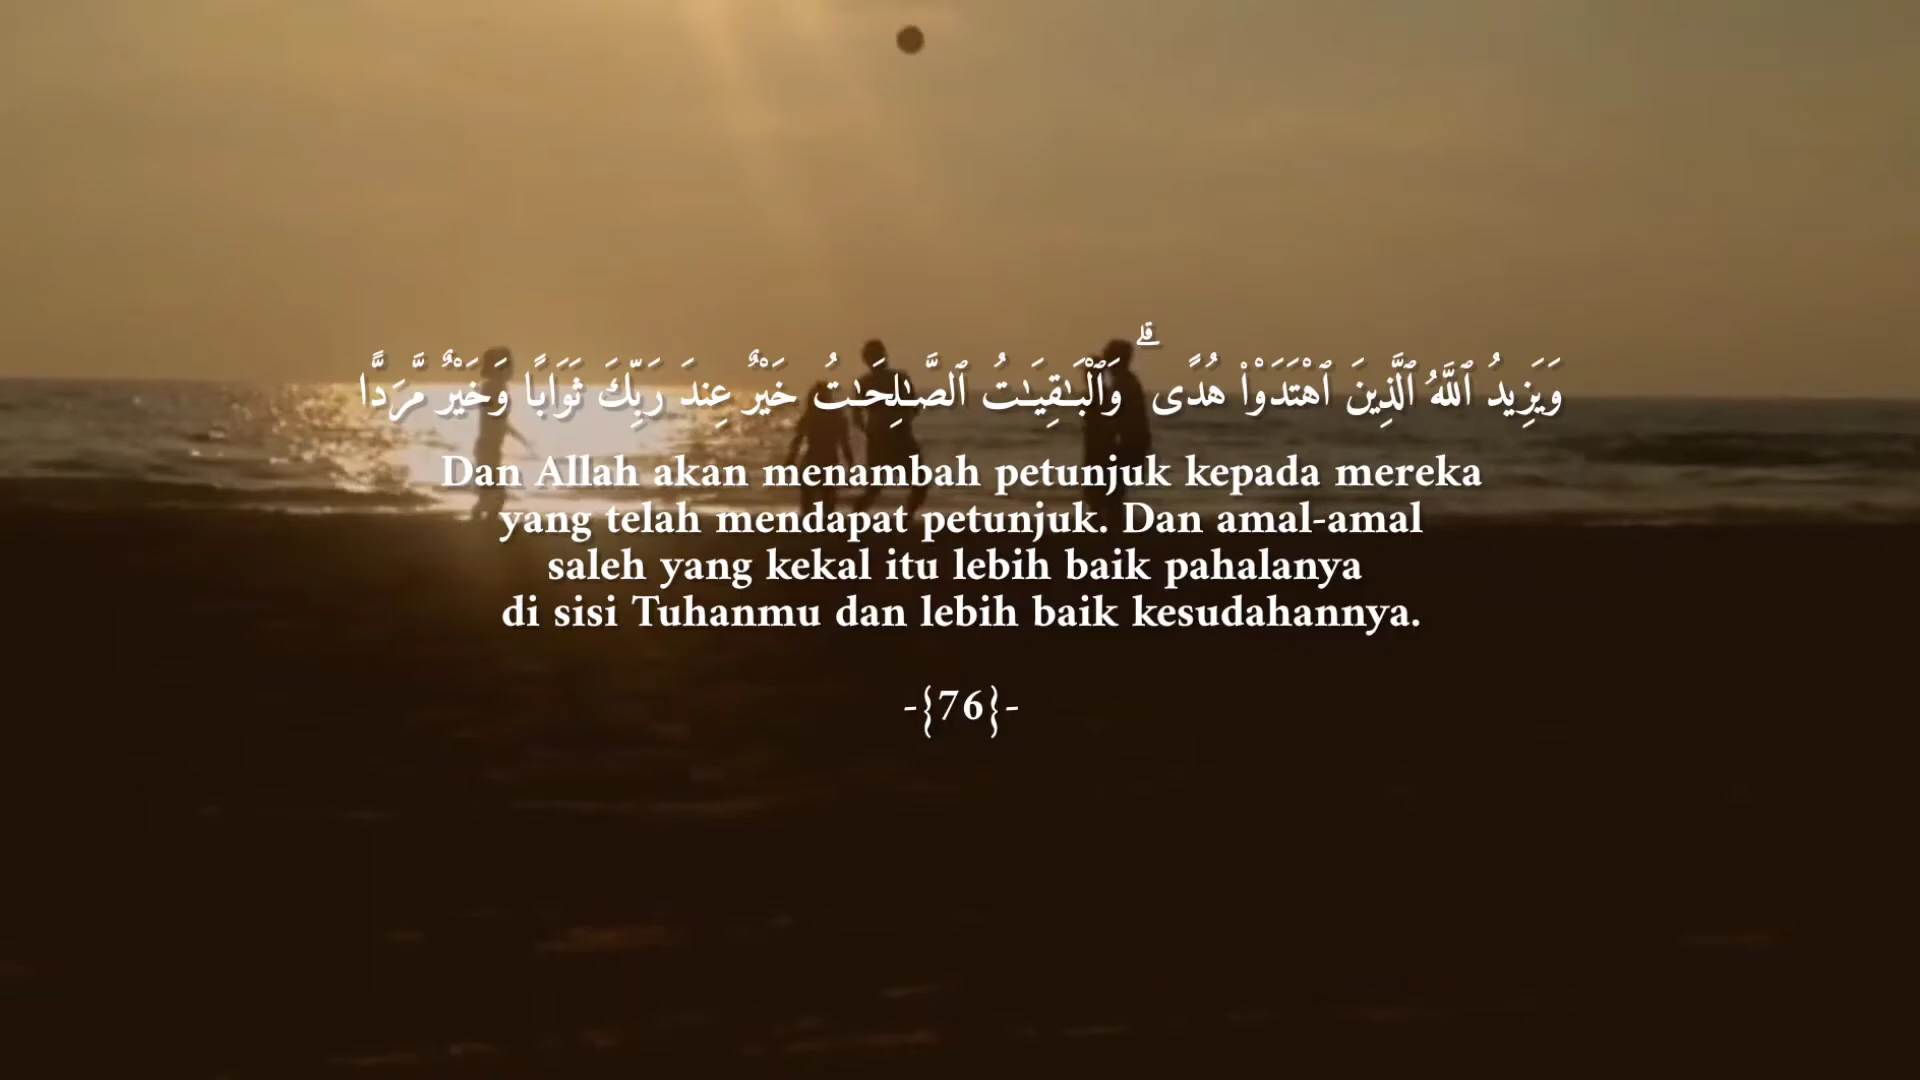 وَيَزِيدُ ٱللَّهُ ٱلَّذِينَ ٱهْتَدَوْا۟ هُدًى ۗ وَٱلْبَـٰقِيَـٰتُ ٱلصَّـٰلِحَـٰتُ خَيْرٌ عِندَ رَبِّكَ ثَوَابًا وَخَيْرٌ مَّرَدًّا
Dan Allah akan menambah petunjuk kepada mereka
yang telah mendapat petunjuk. Dan amal-amal
saleh yang kekal itu lebih baik pahalanya
di sisi Tuhanmu dan lebih baik kesudahannya.
-{76}-